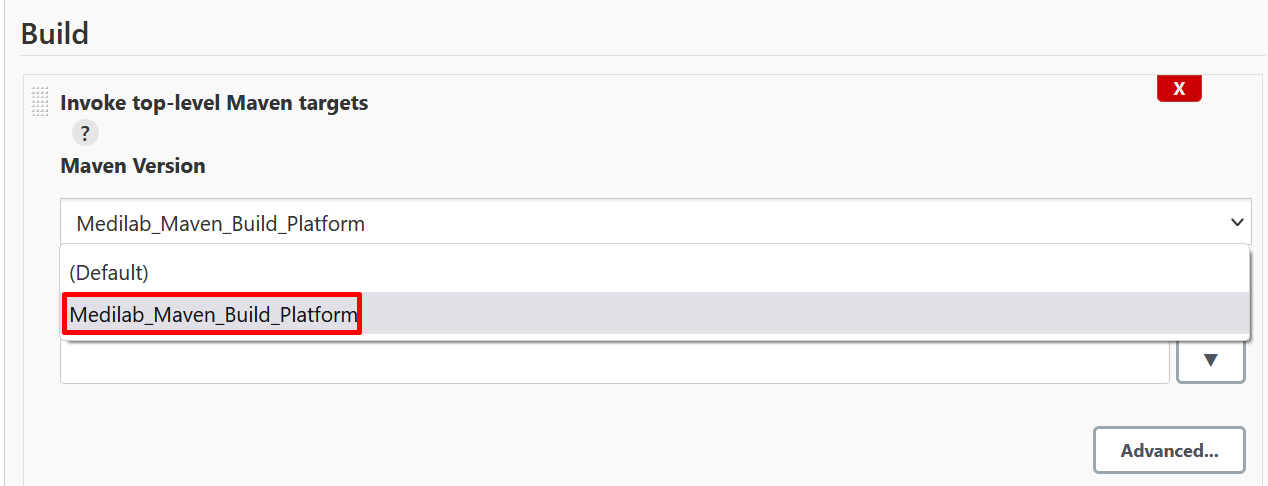 Build
Invoke top-level Maven targets
X
?
Maven Version
Medilab_Maven_Build_Platform
(Default)
Medilab_Maven_Build_Platform
▼
Advanced...